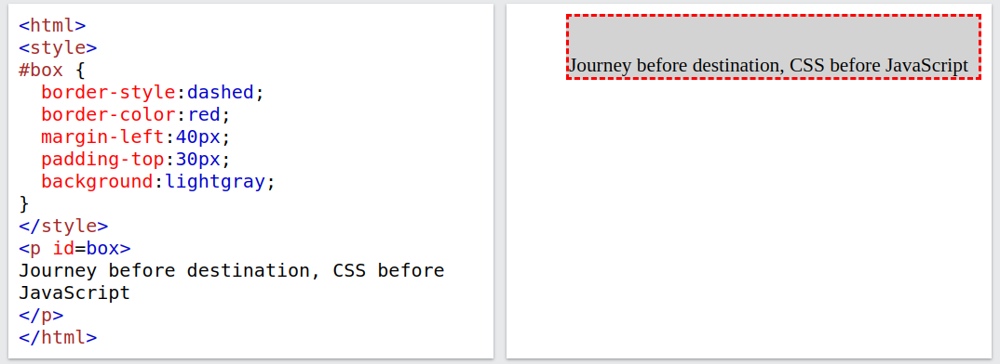 <html>
<style>
#box {
  border-style:dashed;
  border-color:red;
  margin-left:40px;
  padding-top:30px;
  background:lightgray;
}
</style>
<p id=box>
Journey before destination, CSS before
JavaScript
</p>
</html>
Journey before destination, CSS before JavaScript